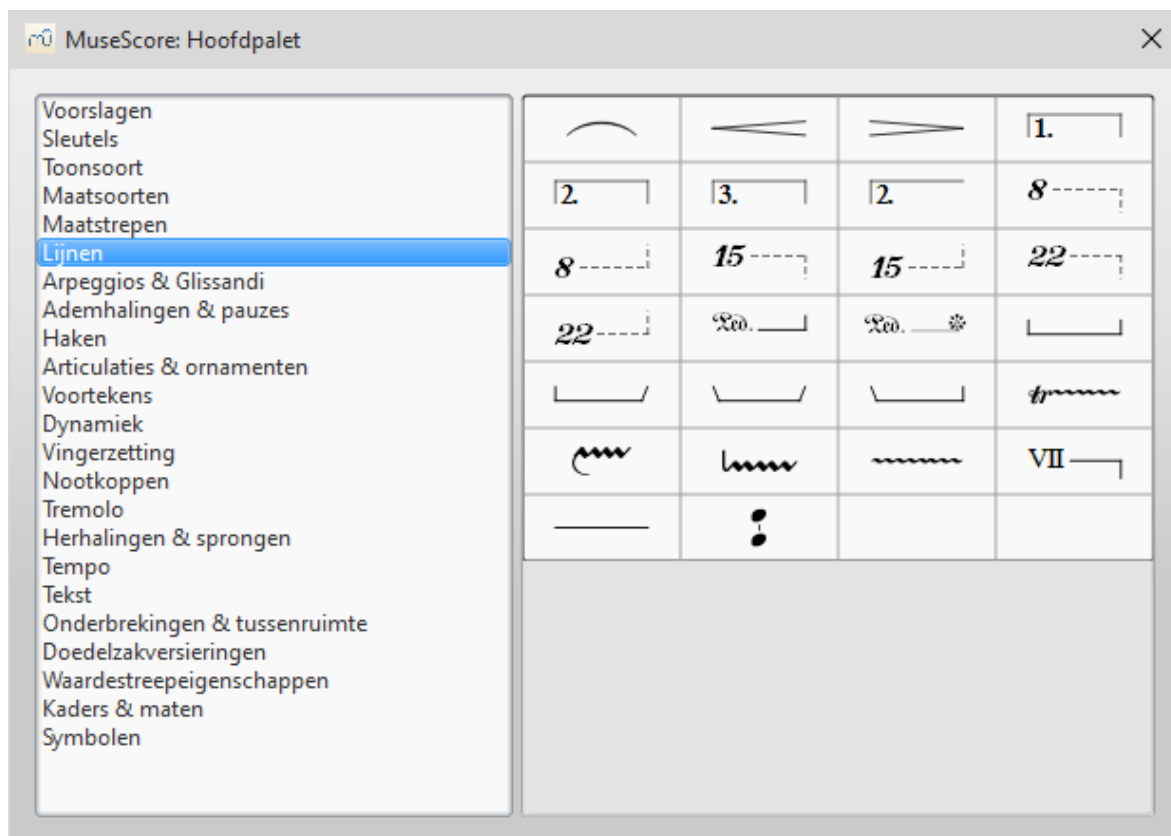 MuseScore: Hoofdpalet
Voorslagen
Sleutels
Toonsoort
Maatsoorten
Maatstrepen
Lijnen
Arpeggios & Glissandi
Ademhalingen & pauzes
Haken
Articulaties & ornamenten
Voortekens
Dynamiek
Vingerzetting
Nootkoppen
Tremolo
Herhalingen & sprongen
Tempo
Tekst
Onderbrekingen & tussenruimte
Doedelzakversieringen
Waardestreepeigenschappen
Kaders & maten
Symbolen
1.
2. 3. 2. 8
8 15 15 22
22 Ped. Ped.
tr
VII